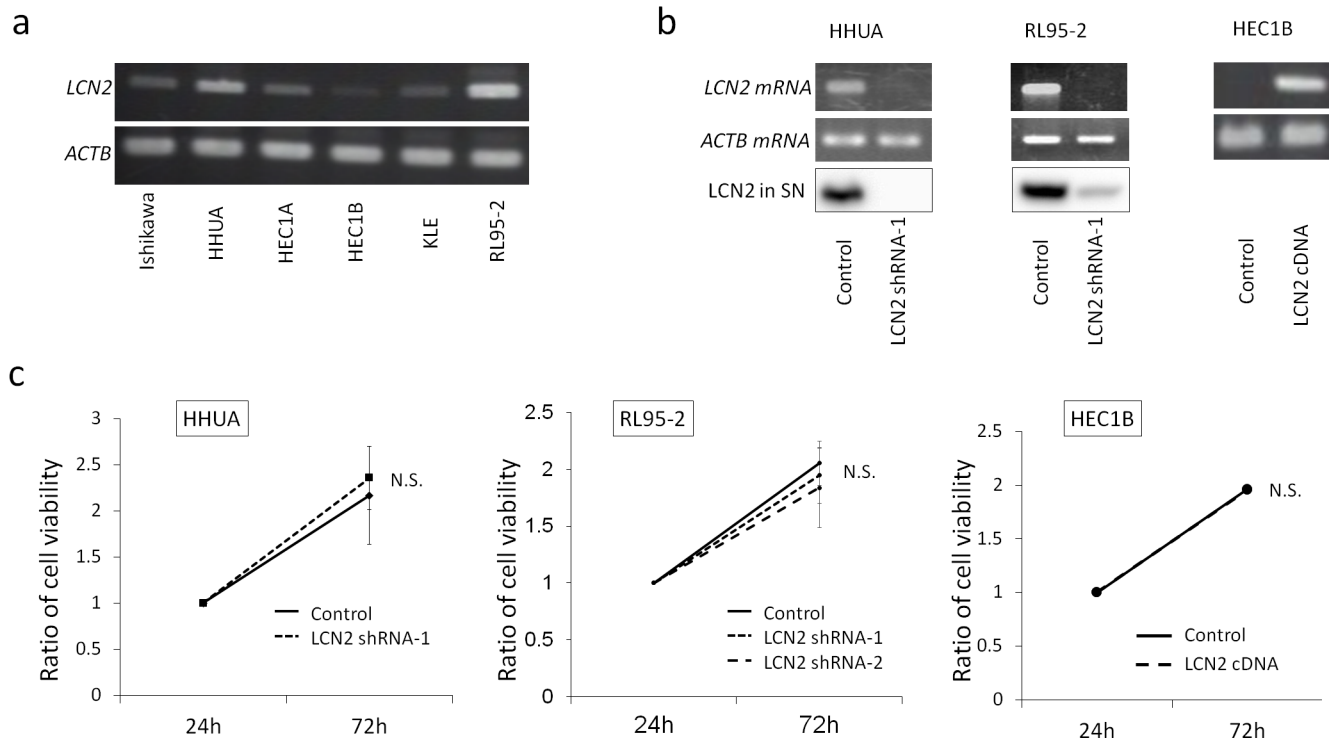 a
LCN2
ACTB
Ishikawa
HHUA
HEC1A
HEC1B
KLE
RL95-2
b
HHUA
RL95-2
HEC1B
LCN2 mRNA
ACTB mRNA
LCN2 in SN
Control
LCN2 shRNA-1
Control
LCN2 shRNA-1
Control
LCN2 cDNA
c
HHUA
Ratio of cell viability
3
2.5
2
1.5
1
0.5
0
N.S.
Control
LCN2 shRNA-1
24h
72h
RL95-2
Ratio of cell viability
2.5
2
1.5
1
0.5
0
N.S.
Control
LCN2 shRNA-1
LCN2 shRNA-2
24h
72h
HEC1B
Ratio of cell viability
2.5
2
1.5
1
0.5
0
N.S.
Control
LCN2 cDNA
24h
72h